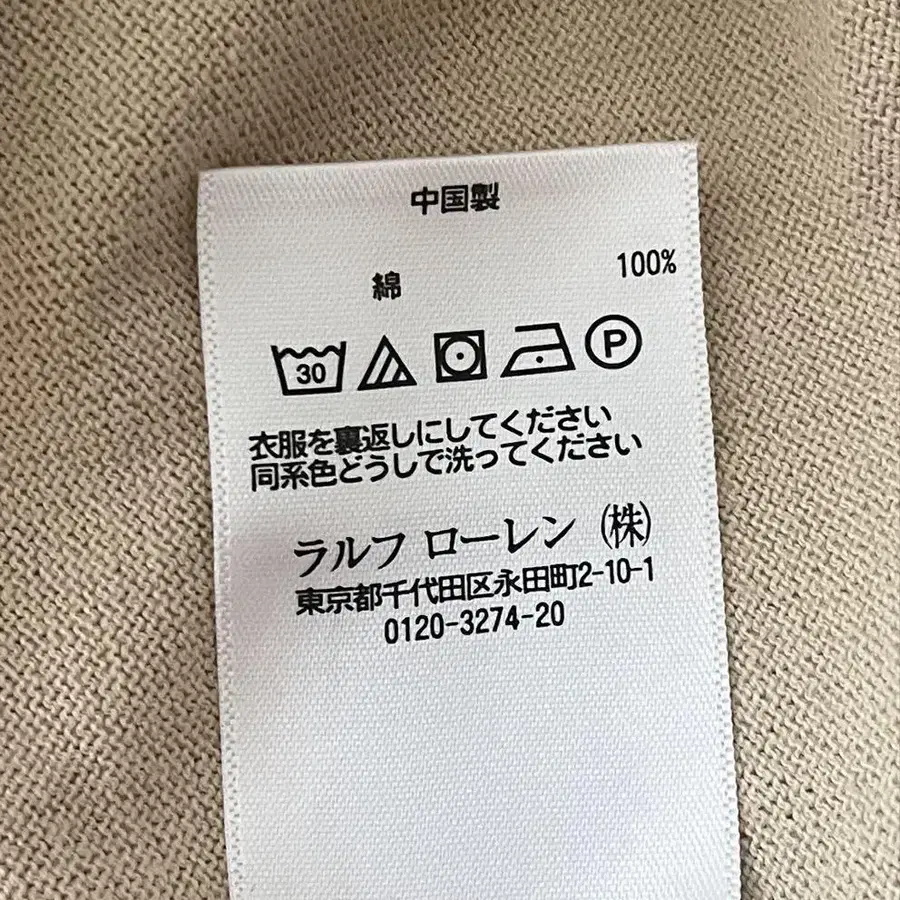 中国製
綿 100%
30 P
衣服を裏返しにしてください
同系色どうしで洗ってください
ラルフ ローレン (株)
東京都千代田区永田町2-10-1
0120-3274-20